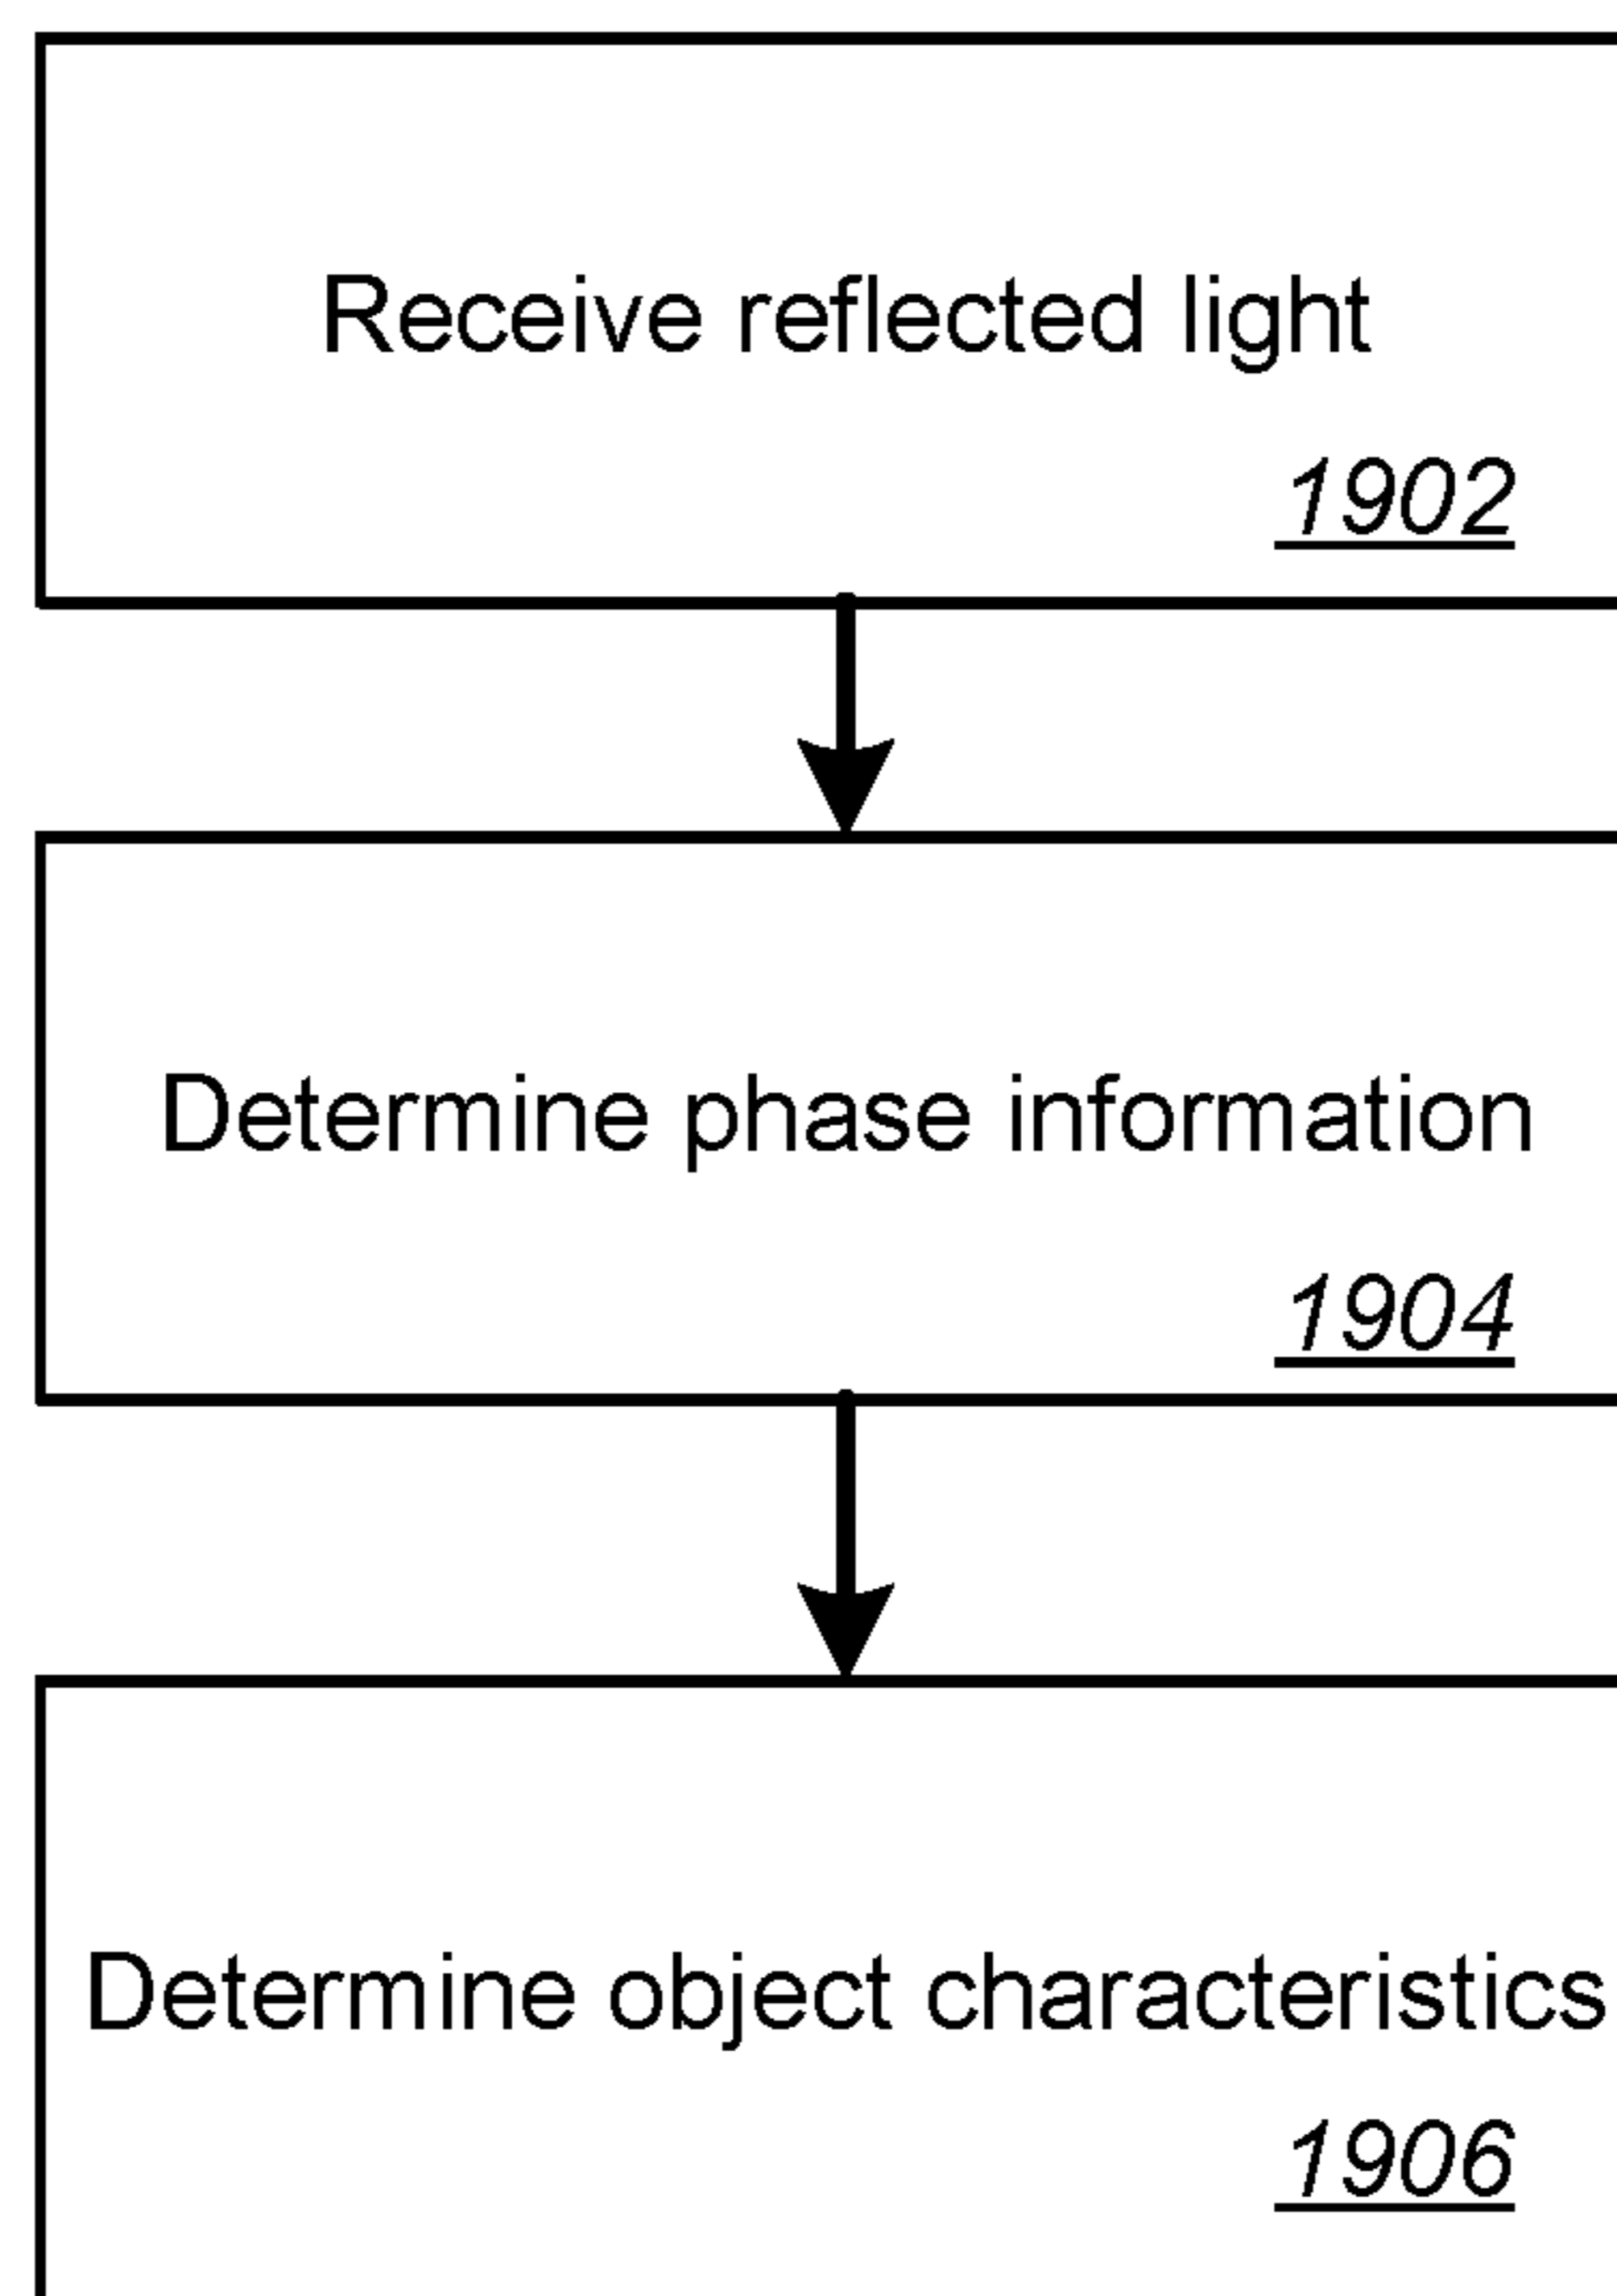 Receive reflected light
1902
Determine phase information
1904
Determine object characteristics
1906